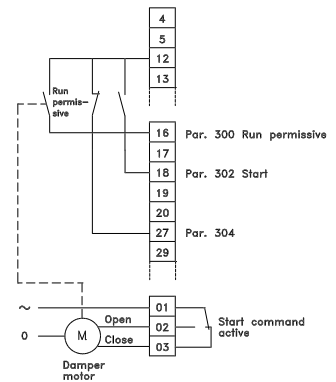 4
5
12
13
Run
permis-
sive
16 Par. 300 Run permissive
17
18 Par. 302 Start
19
20
27 Par. 304
29
~ 01
Open
0 M 02 Start command
active
Close 03
Damper
motor